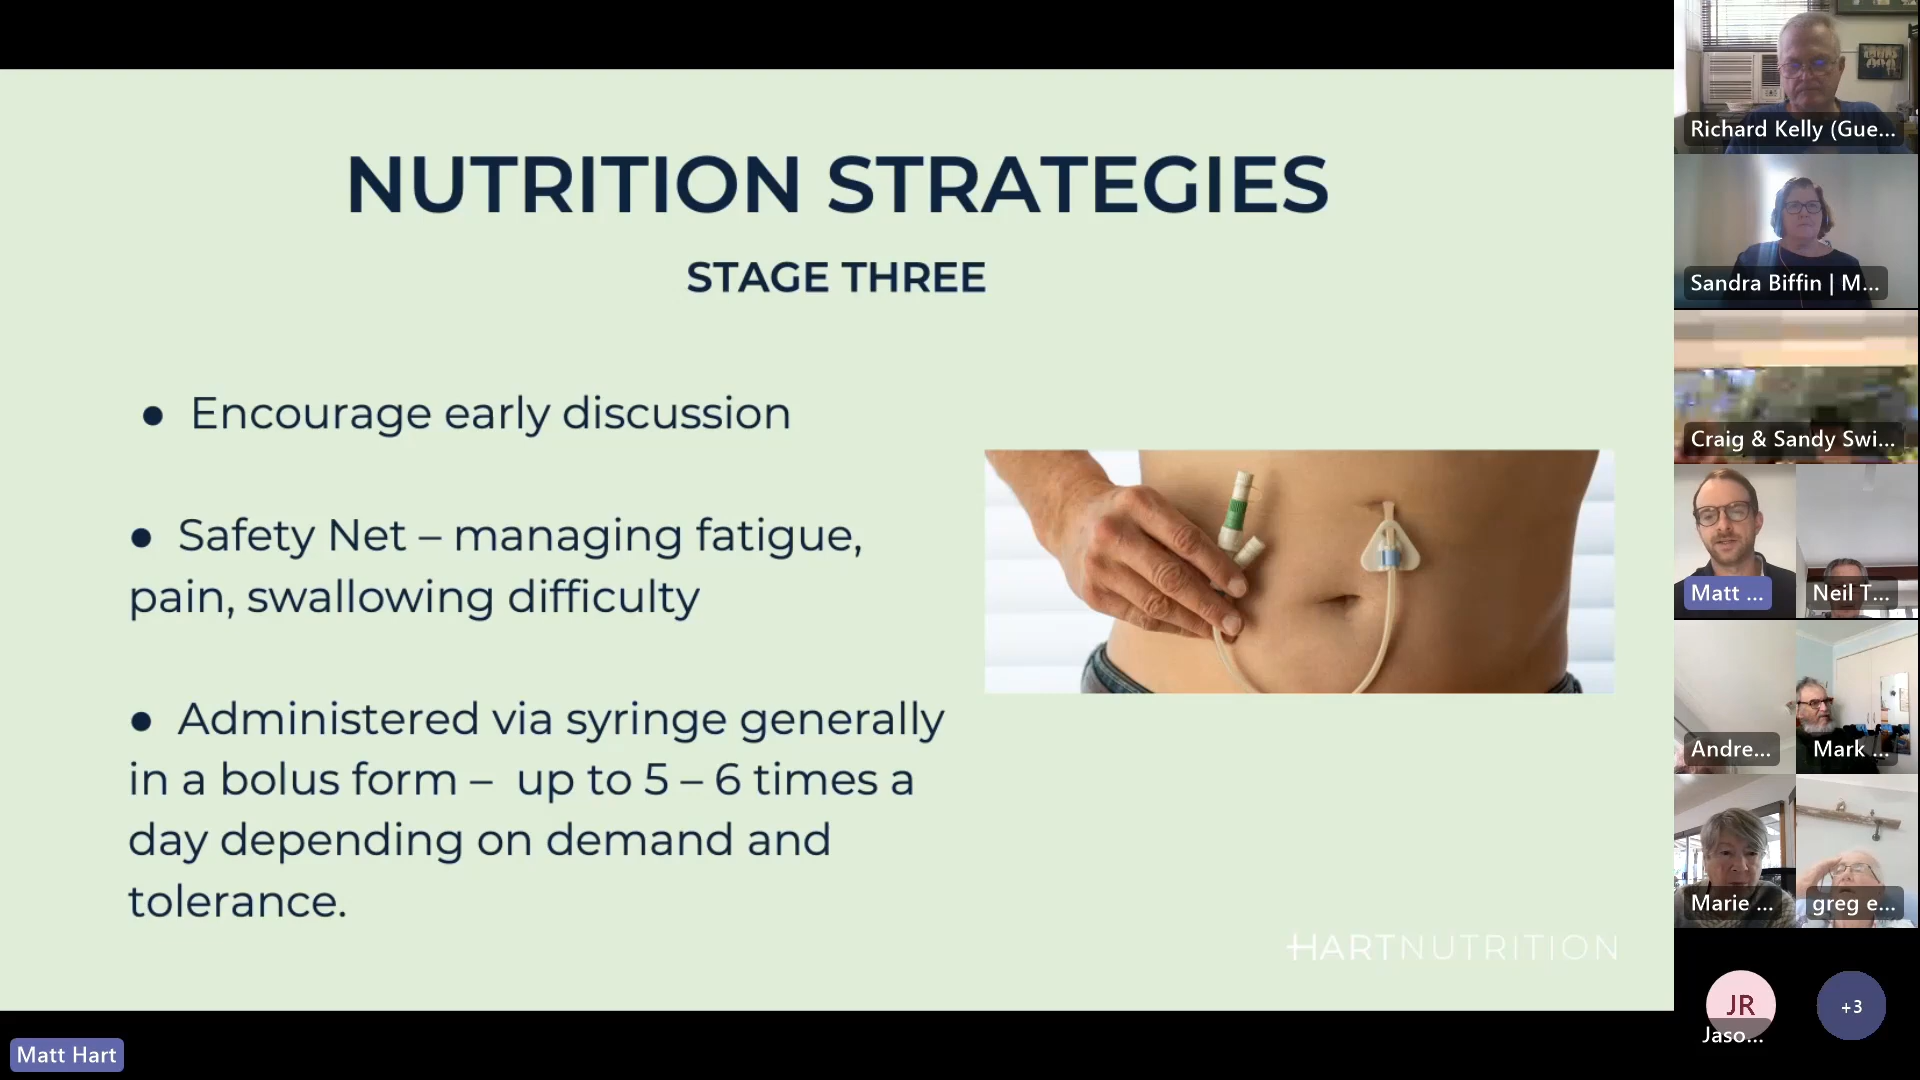 NUTRITION STRATEGIES
STAGE THREE
● Encourage early discussion
● Safety Net – managing fatigue,
pain, swallowing difficulty
● Administered via syringe generally
in a bolus form – up to 5 – 6 times a
day depending on demand and
tolerance.
HARTNUTRITION
Matt Hart
Richard Kelly (Gue...
Sandra Biffin | M...
Craig & Sandy Swi...
Matt ...
Neil T...
Andre...
Mark ...
Marie ...
greg e...
JR
Jaso...
+3